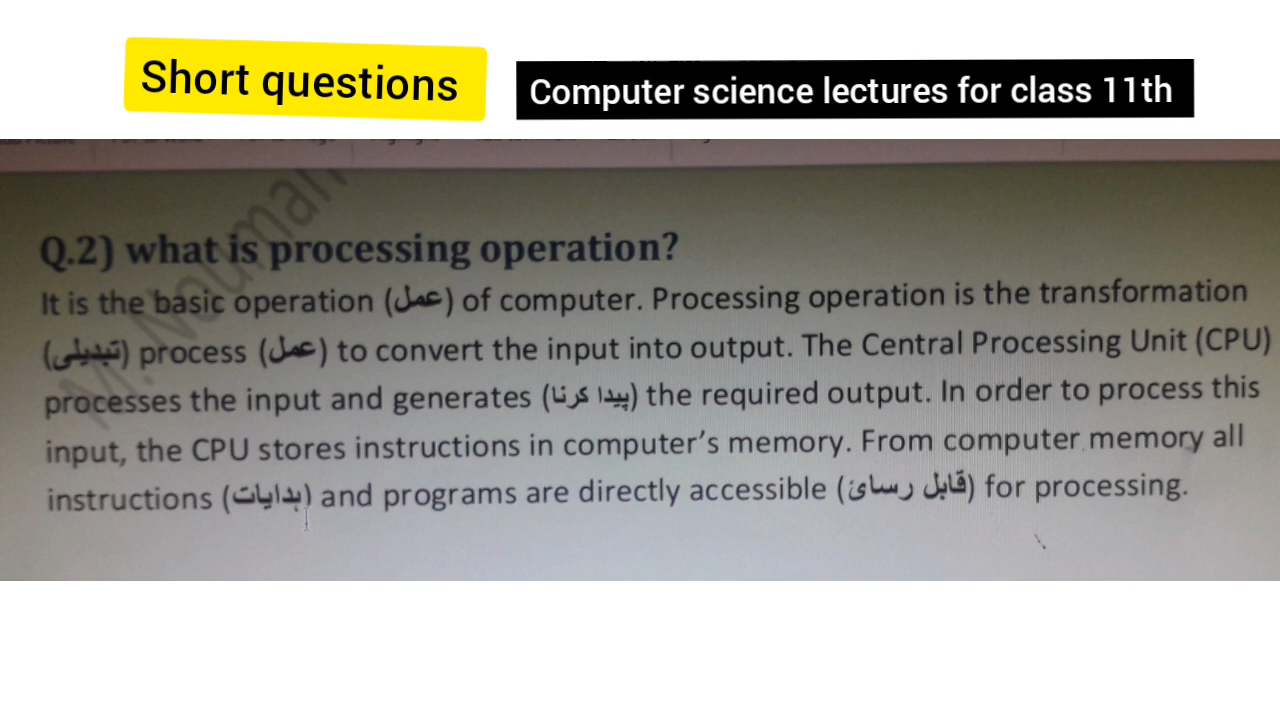 Short questions
Computer science lectures for class 11th
M. Nouman
Q.2) what is processing operation?
It is the basic operation (عمل) of computer. Processing operation is the transformation
(تبدیلی) process (عمل) to convert the input into output. The Central Processing Unit (CPU)
processes the input and generates (پیدا کرنا) the required output. In order to process this
input, the CPU stores instructions in computer's memory. From computer memory all
instructions (ہدایات) and programs are directly accessible (قابل رسائ) for processing.